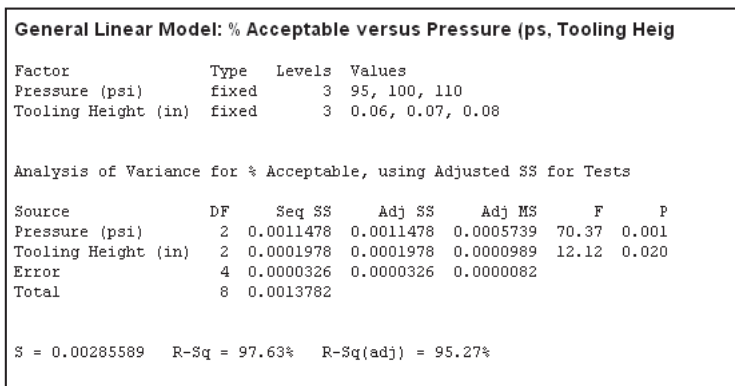 General Linear Model: % Acceptable versus Pressure (ps, Tooling Heig
Factor Type Levels Values
Pressure (psi) fixed 3 95, 100, 110
Tooling Height (in) fixed 3 0.06, 0.07, 0.08
Analysis of Variance for % Acceptable, using Adjusted SS for Tests
Source DF Seq SS Adj SS Adj MS F P
Pressure (psi) 2 0.0011478 0.0011478 0.0005739 70.37 0.001
Tooling Height (in) 2 0.0001978 0.0001978 0.0000989 12.12 0.020
Error 4 0.0000326 0.0000326 0.0000082
Total 8 0.0013782
S = 0.00285589 R-Sq = 97.63% R-Sq(adj) = 95.27%